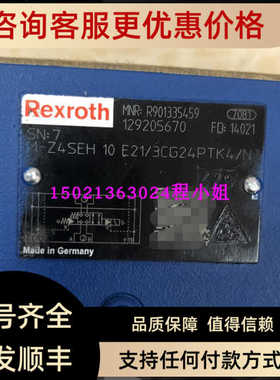 咨询客服更优惠价格
Rexroth
MNR: R901335459
7081
129205670
FD: 14021
SN: 7
M-Z4SEH 10 E21/3CG24PTK4/N
15021363024程小姐
Made in Germany
号齐全
品质保障 值得信赖
发顺丰
支持任何付款方式